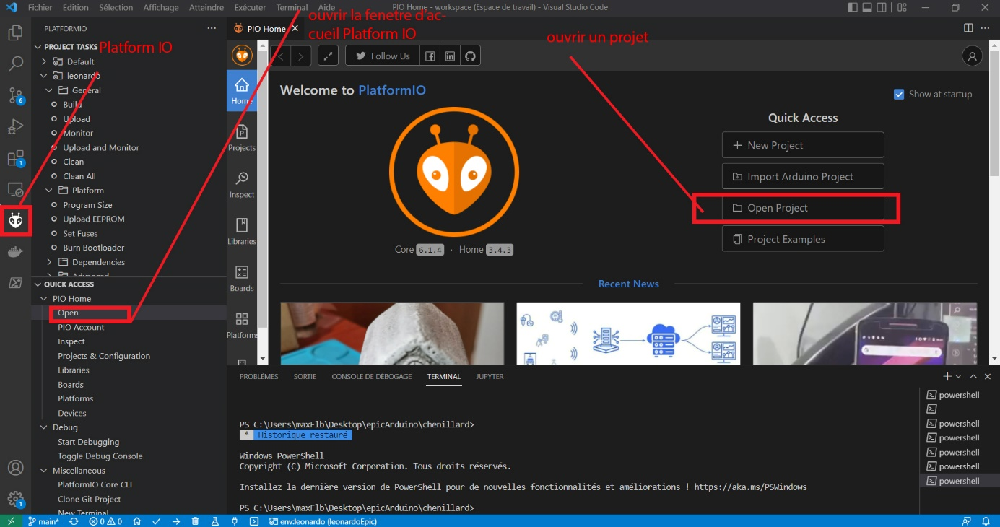 Fichier Edition Sélection Affichage Atteindre Exécuter Terminal Aide
PIO Home - workspace (Espace de travail) - Visual Studio Code
ouvrir la fenetre d'ac-
cueil Platform IO
ouvrir un projet
Platform IO
PLATFORMIO
PROJECT TASKS
Default
leonardo
General
Build
Upload
Monitor
Upload and Monitor
Clean
Clean All
Platform
Program Size
Upload EEPROM
Set Fuses
Burn Bootloader
Dependencies
Advanced
QUICK ACCESS
PIO Home
Open
PIO Account
Inspect
Projects & Configuration
Libraries
Boards
Platforms
Devices
Debug
Start Debugging
Toggle Debug Console
Miscellaneous
PlatformIO Core CLI
Clone Git Project
New Terminal
6
1
1
PIO Home
Home
Projects
Inspect
Libraries
Boards
Platforms
Follow Us
Welcome to PlatformIO
Show at startup
Core 6.1.4 · Home 3.4.3
Quick Access
New Project
Import Arduino Project
Open Project
Project Examples
Recent News
PROBLÈMES SORTIE CONSOLE DE DÉBOGAGE TERMINAL JUPYTER
PS C:\Users\maxFlb\Desktop\epicArduino\chenillard>
* Historique restauré
Windows PowerShell
Copyright (C) Microsoft Corporation. Tous droits réservés.
Installez la dernière version de PowerShell pour de nouvelles fonctionnalités et améliorations ! https://aka.ms/PSWindows
PS C:\Users\maxFlb\Desktop\epicArduino\chenillard>
powershell
powershell
powershell
powershell
powershell
powershell
main* 0 0 env:leonardo (leonardoEpic)